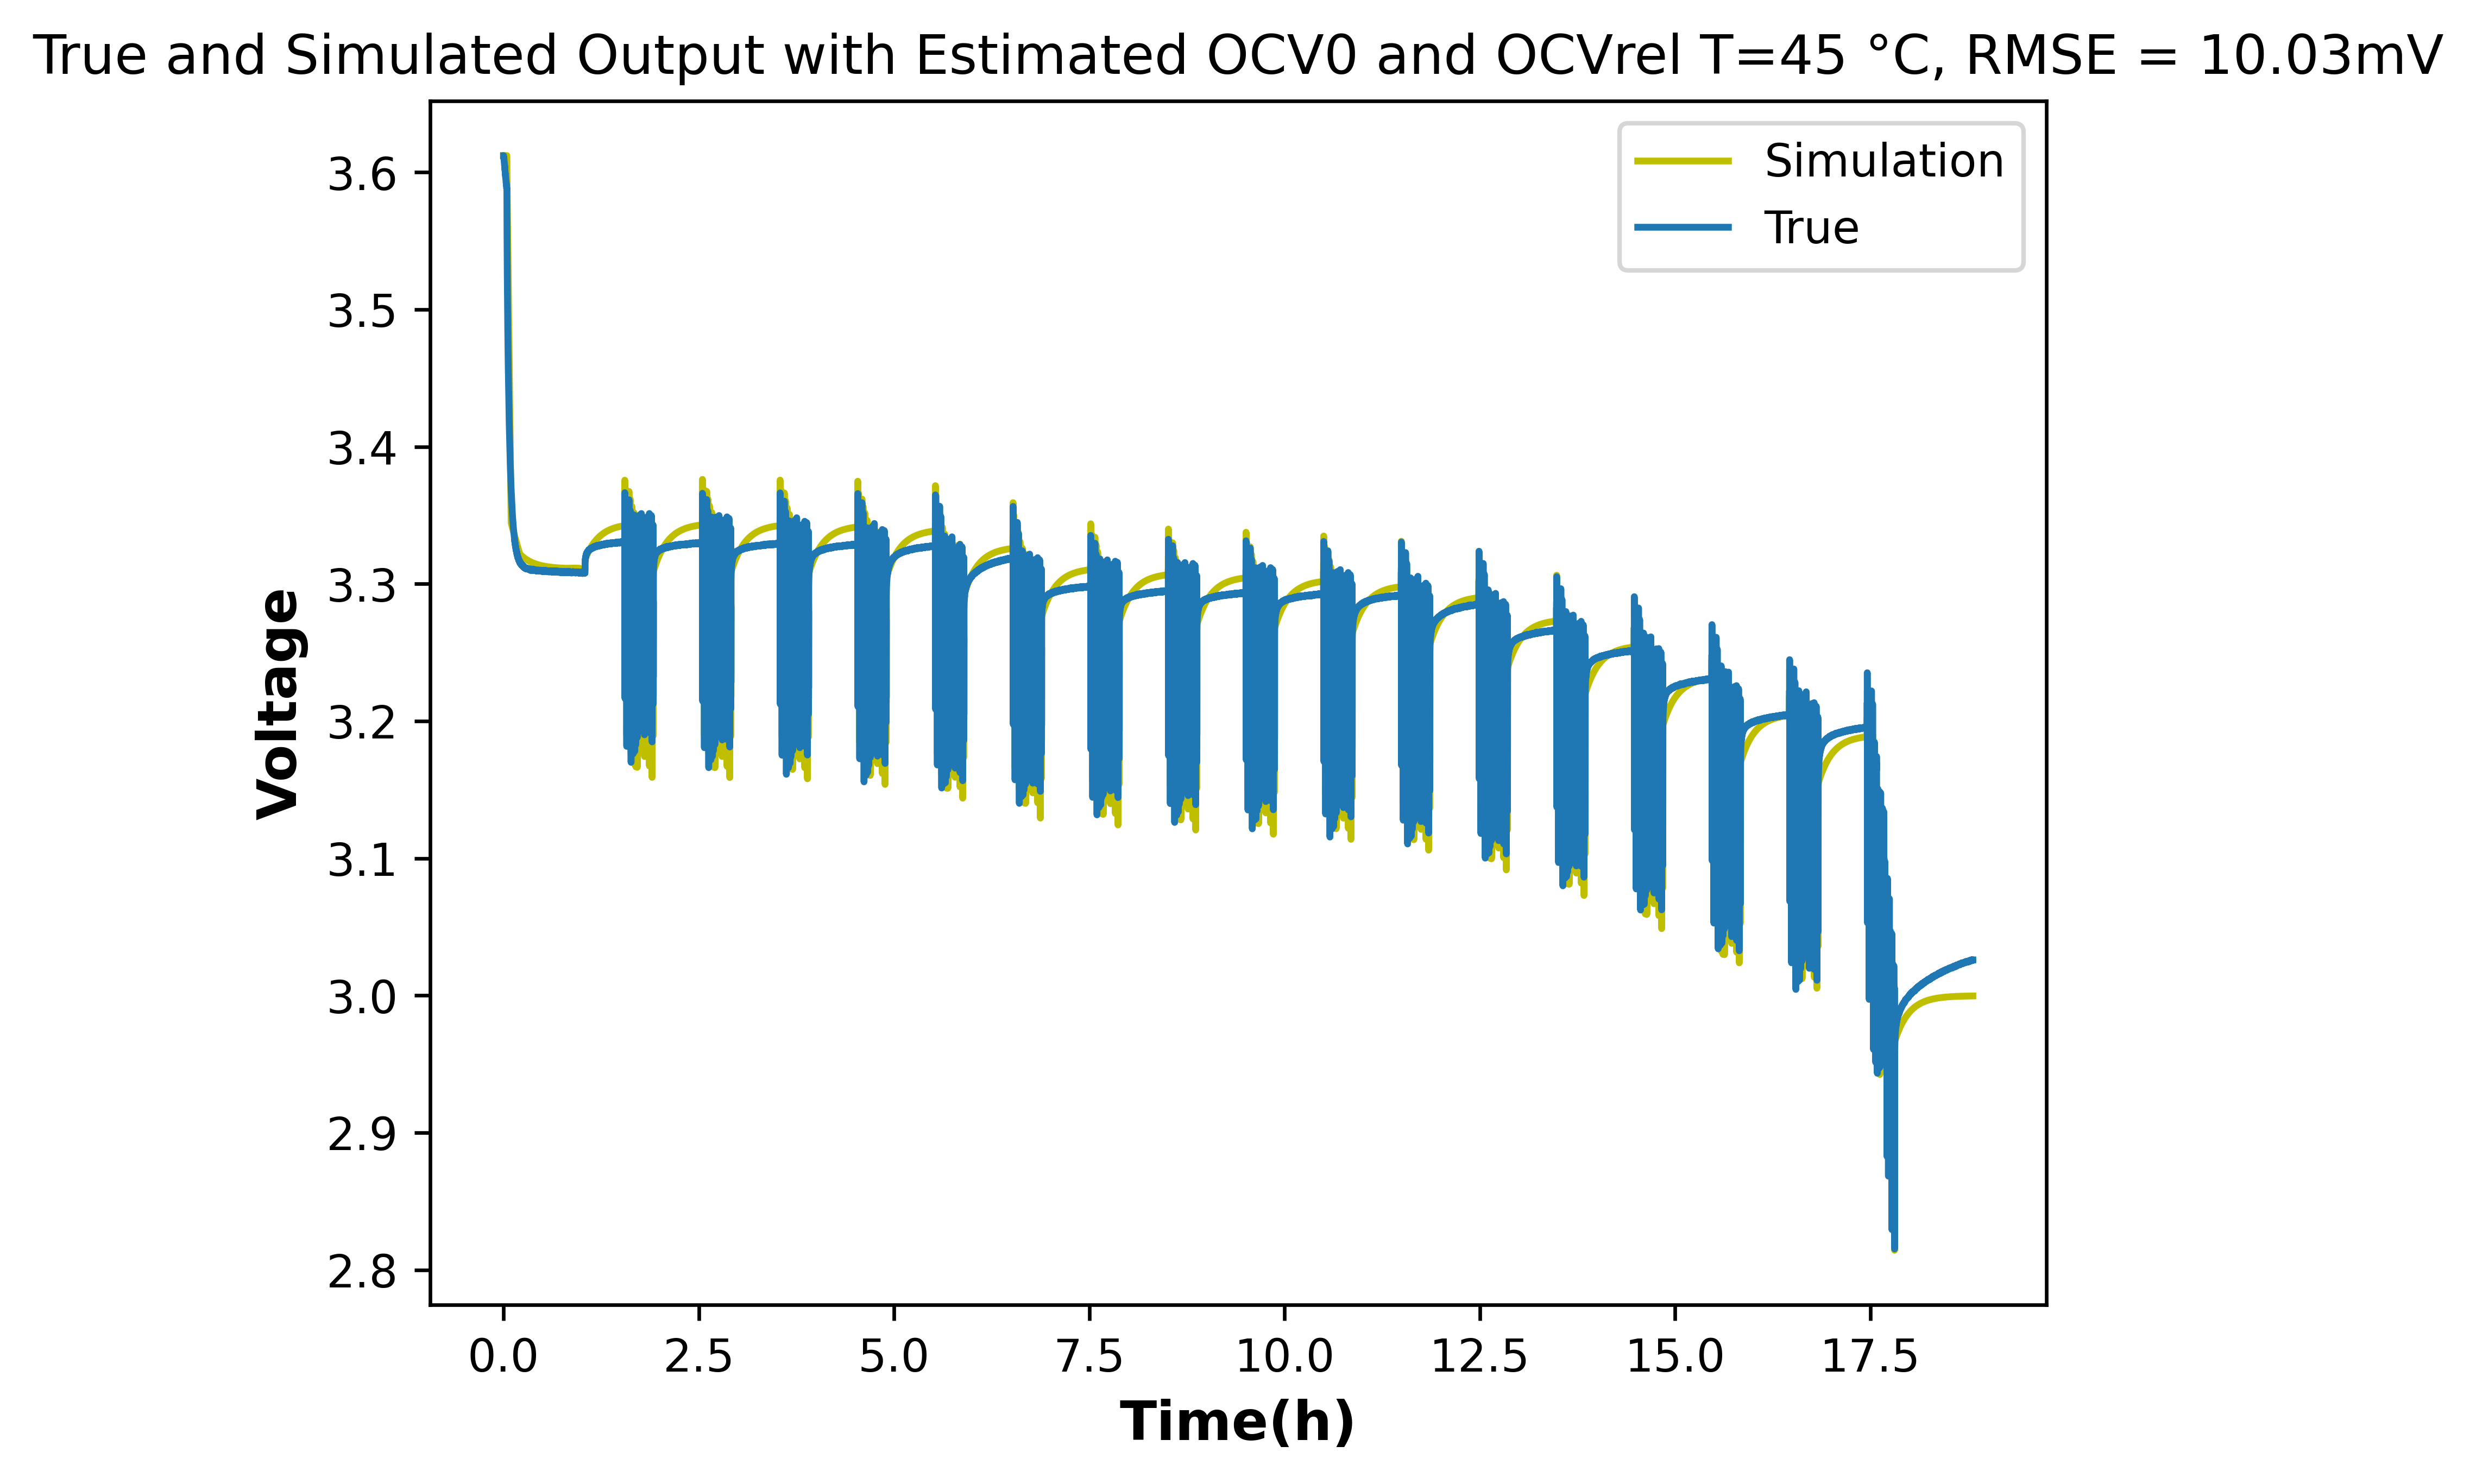 True and Simulated Output with Estimated OCV0 and OCVrel T=45 °C, RMSE = 10.03mV
Simulation
True
3.6
3.5
3.4
3.3
3.2
3.1
3.0
2.9
2.8
Voltage
0.0 2.5 5.0 7.5 10.0 12.5 15.0 17.5
Time(h)